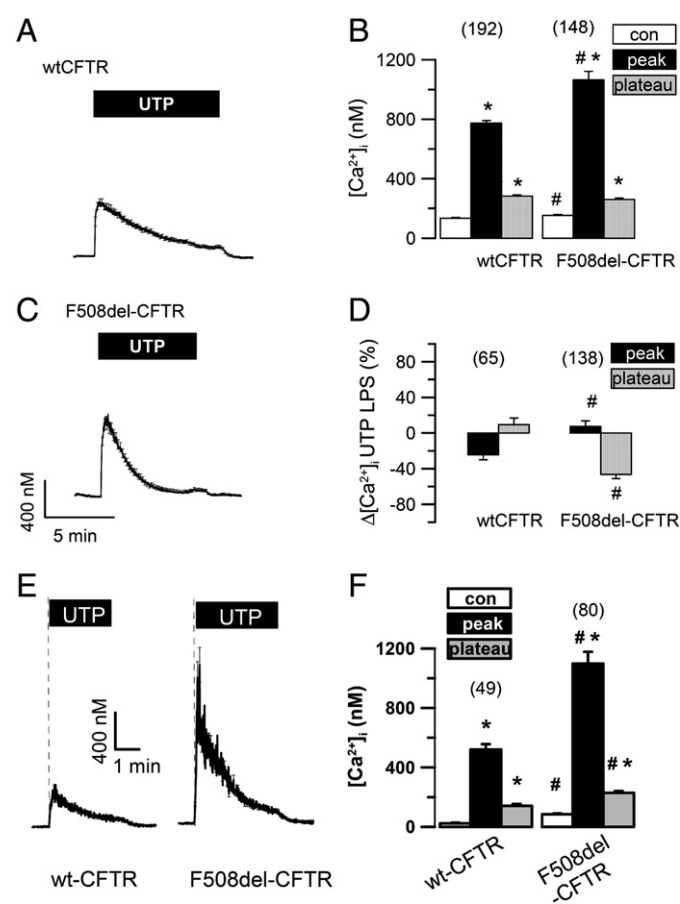 A
wtCFTR
UTP
B
(192)
(148)
con
peak
plateau
# *
*
*
#
*
1200
800
400
0
[Ca²⁺]ᵢ (nM)
wtCFTR
F508del-CFTR
C
F508del-CFTR
UTP
400 nM
5 min
D
(65)
(138)
peak
plateau
#
#
80
40
0
-40
-80
Δ[Ca²⁺]ᵢ UTP LPS (%)
wtCFTR
F508del-CFTR
E
UTP
UTP
400 nM
1 min
wt-CFTR
F508del-CFTR
F
con
peak
plateau
(49)
(80)
# *
*
*
#
# *
1200
800
400
0
[Ca²⁺]ᵢ (nM)
wt-CFTR
F508del
-CFTR